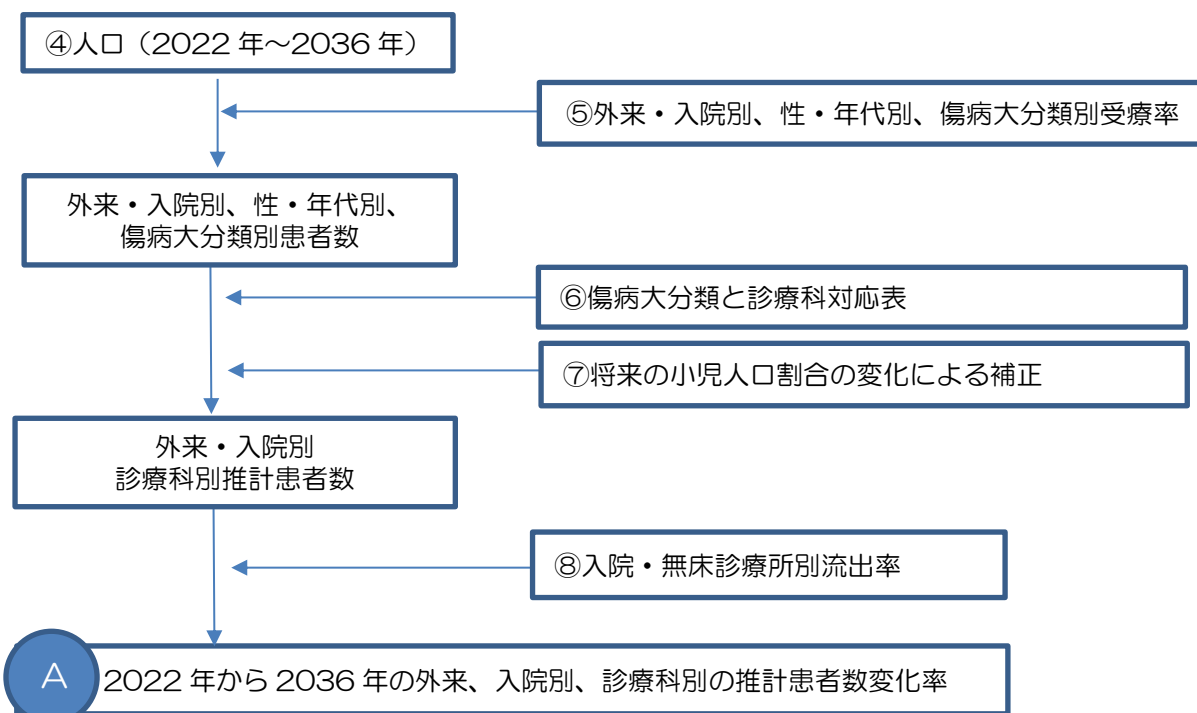 ④人口（2022 年～2036 年）
⑤外来・入院別、性・年代別、傷病大分類別受療率
外来・入院別、性・年代別、
傷病大分類別患者数
⑥傷病大分類と診療科対応表
⑦将来の小児人口割合の変化による補正
外来・入院別
診療科別推計患者数
⑧入院・無床診療所別流出率
A
2022 年から 2036 年の外来、入院別、診療科別の推計患者数変化率